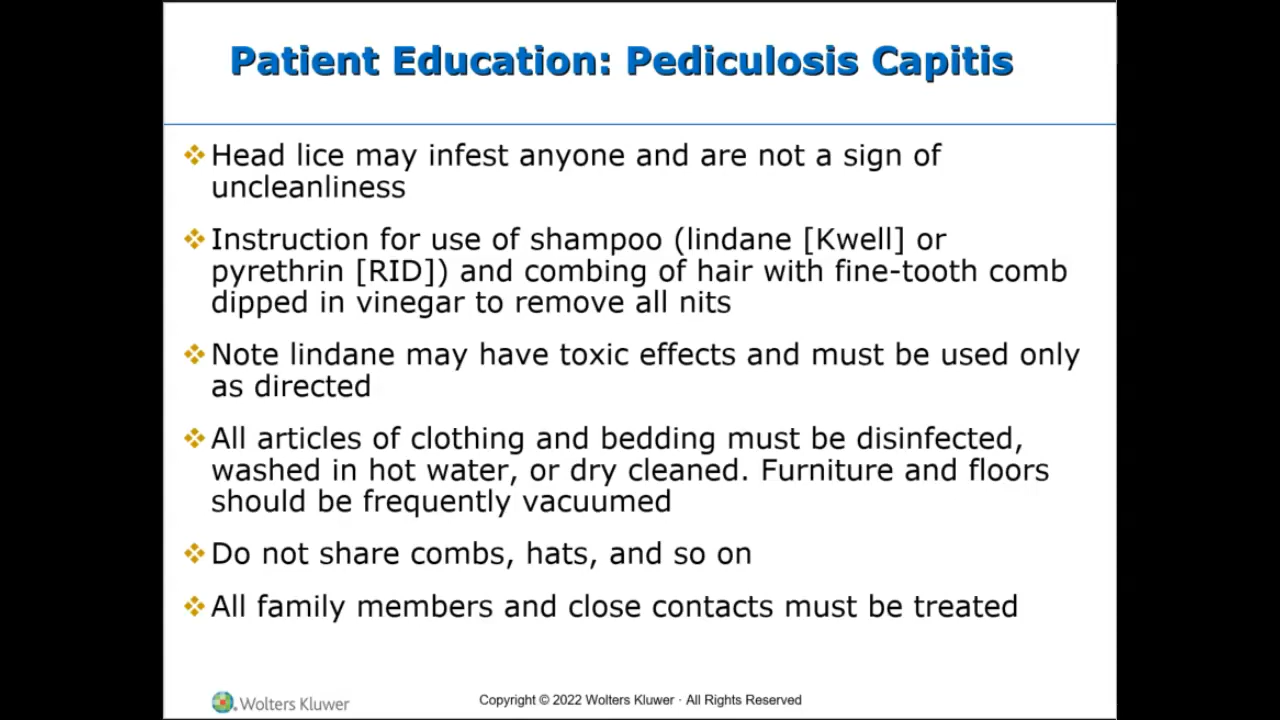 Patient Education: Pediculosis Capitis
Head lice may infest anyone and are not a sign of
uncleanliness
Instruction for use of shampoo (lindane [Kwell] or
pyrethrin [RID]) and combing of hair with fine-tooth comb
dipped in vinegar to remove all nits
Note lindane may have toxic effects and must be used only
as directed
All articles of clothing and bedding must be disinfected,
washed in hot water, or dry cleaned. Furniture and floors
should be frequently vacuumed
Do not share combs, hats, and so on
All family members and close contacts must be treated
Wolters Kluwer
Copyright © 2022 Wolters Kluwer · All Rights Reserved